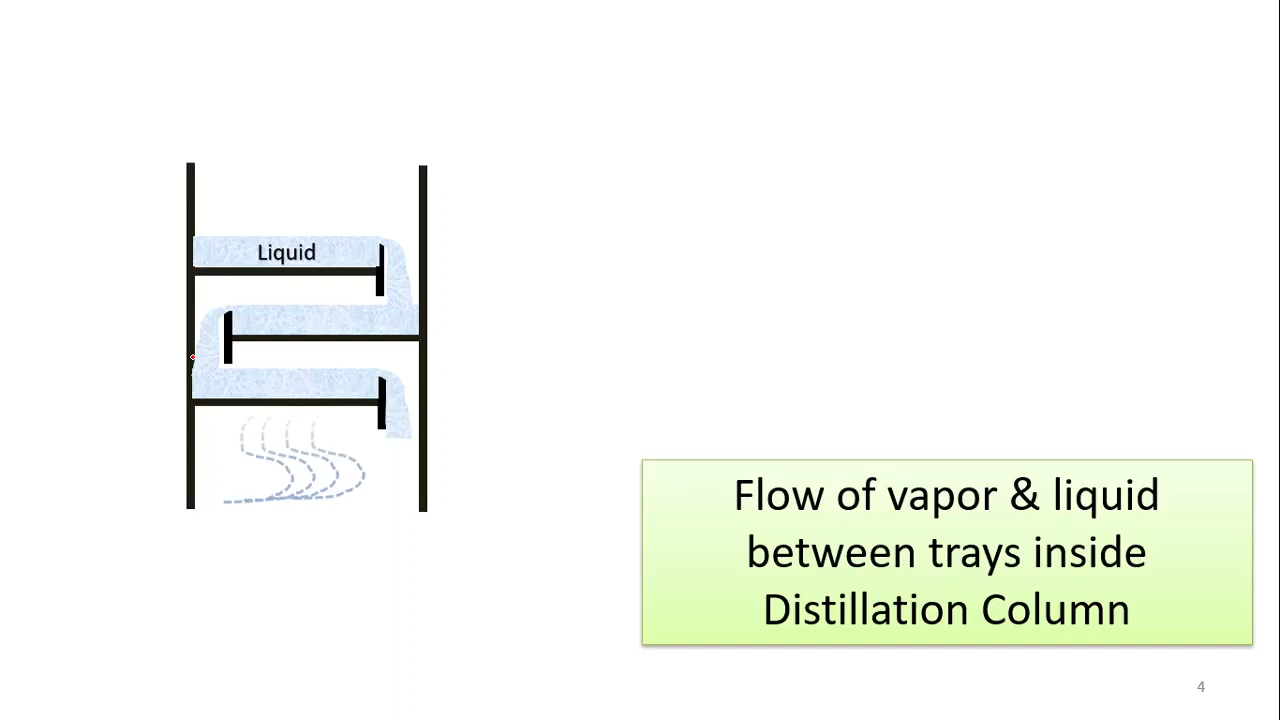 Liquid
Flow of vapor & liquid
between trays inside
Distillation Column
4